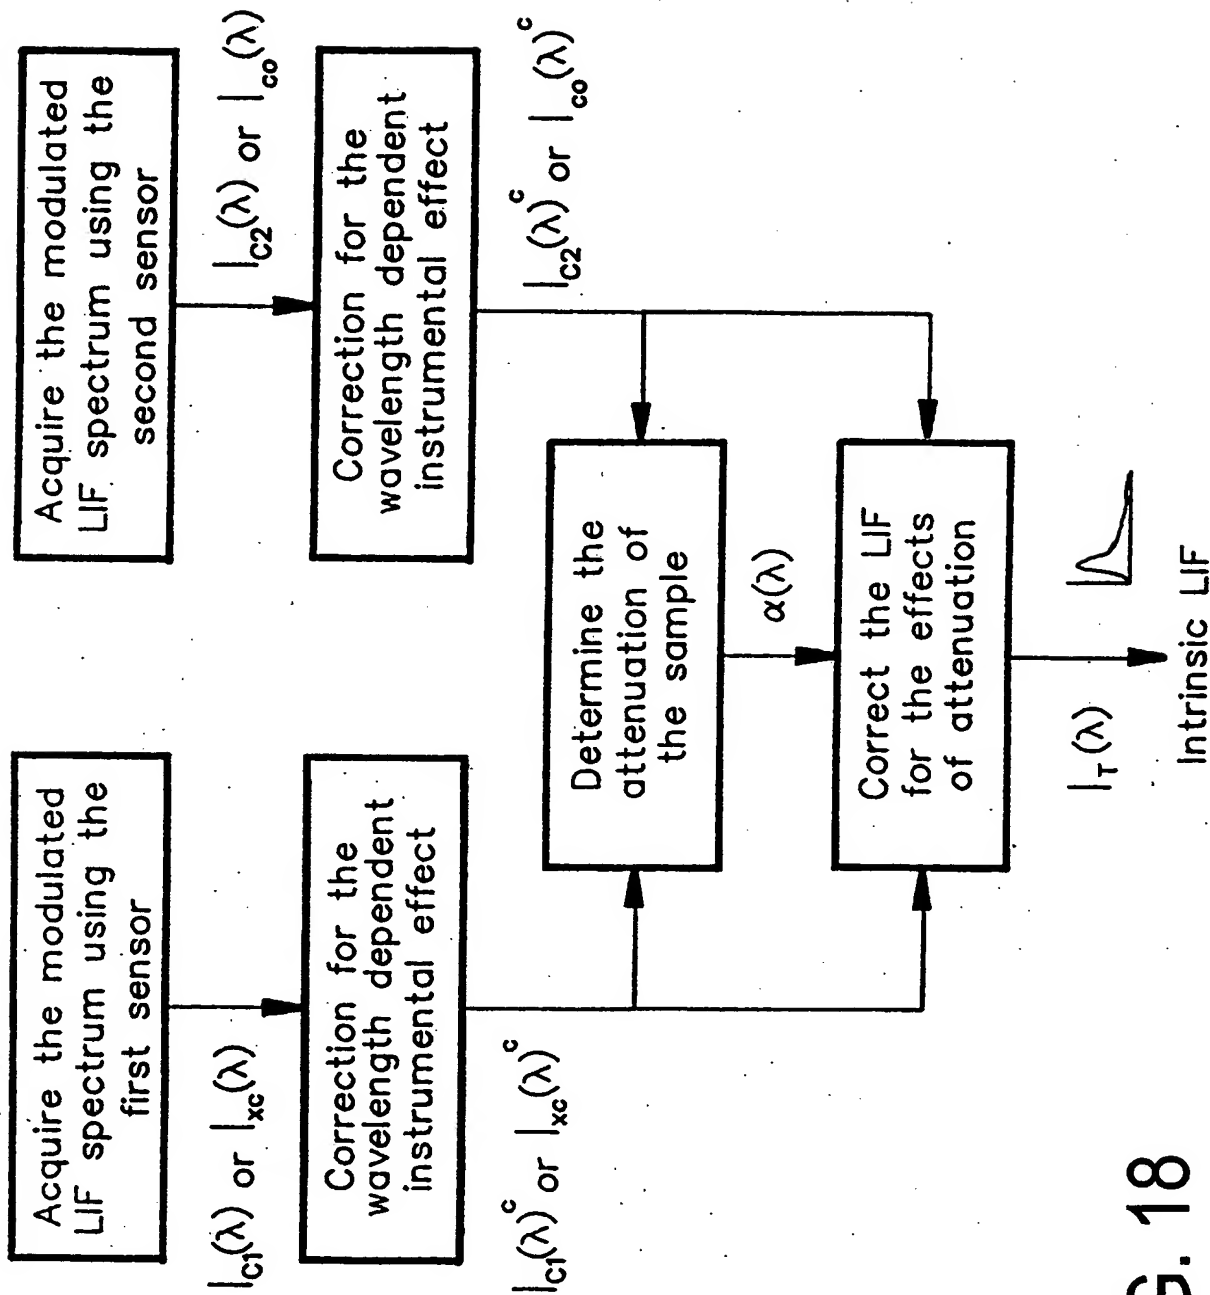 Acquire the modulated
LIF spectrum using the
first sensor
I_C1(λ) or I_xc(λ)
Correction for the
wavelength dependent
instrumental effect
I_C1(λ)^c or I_xc(λ)^c
Acquire the modulated
LIF spectrum using the
second sensor
I_C2(λ) or I_co(λ)
Correction for the
wavelength dependent
instrumental effect
I_C2(λ)^c or I_co(λ)^c
Determine the
attenuation of
the sample
α(λ)
Correct the LIF
for the effects
of attenuation
I_T(λ)
Intrinsic LIF
G. 18